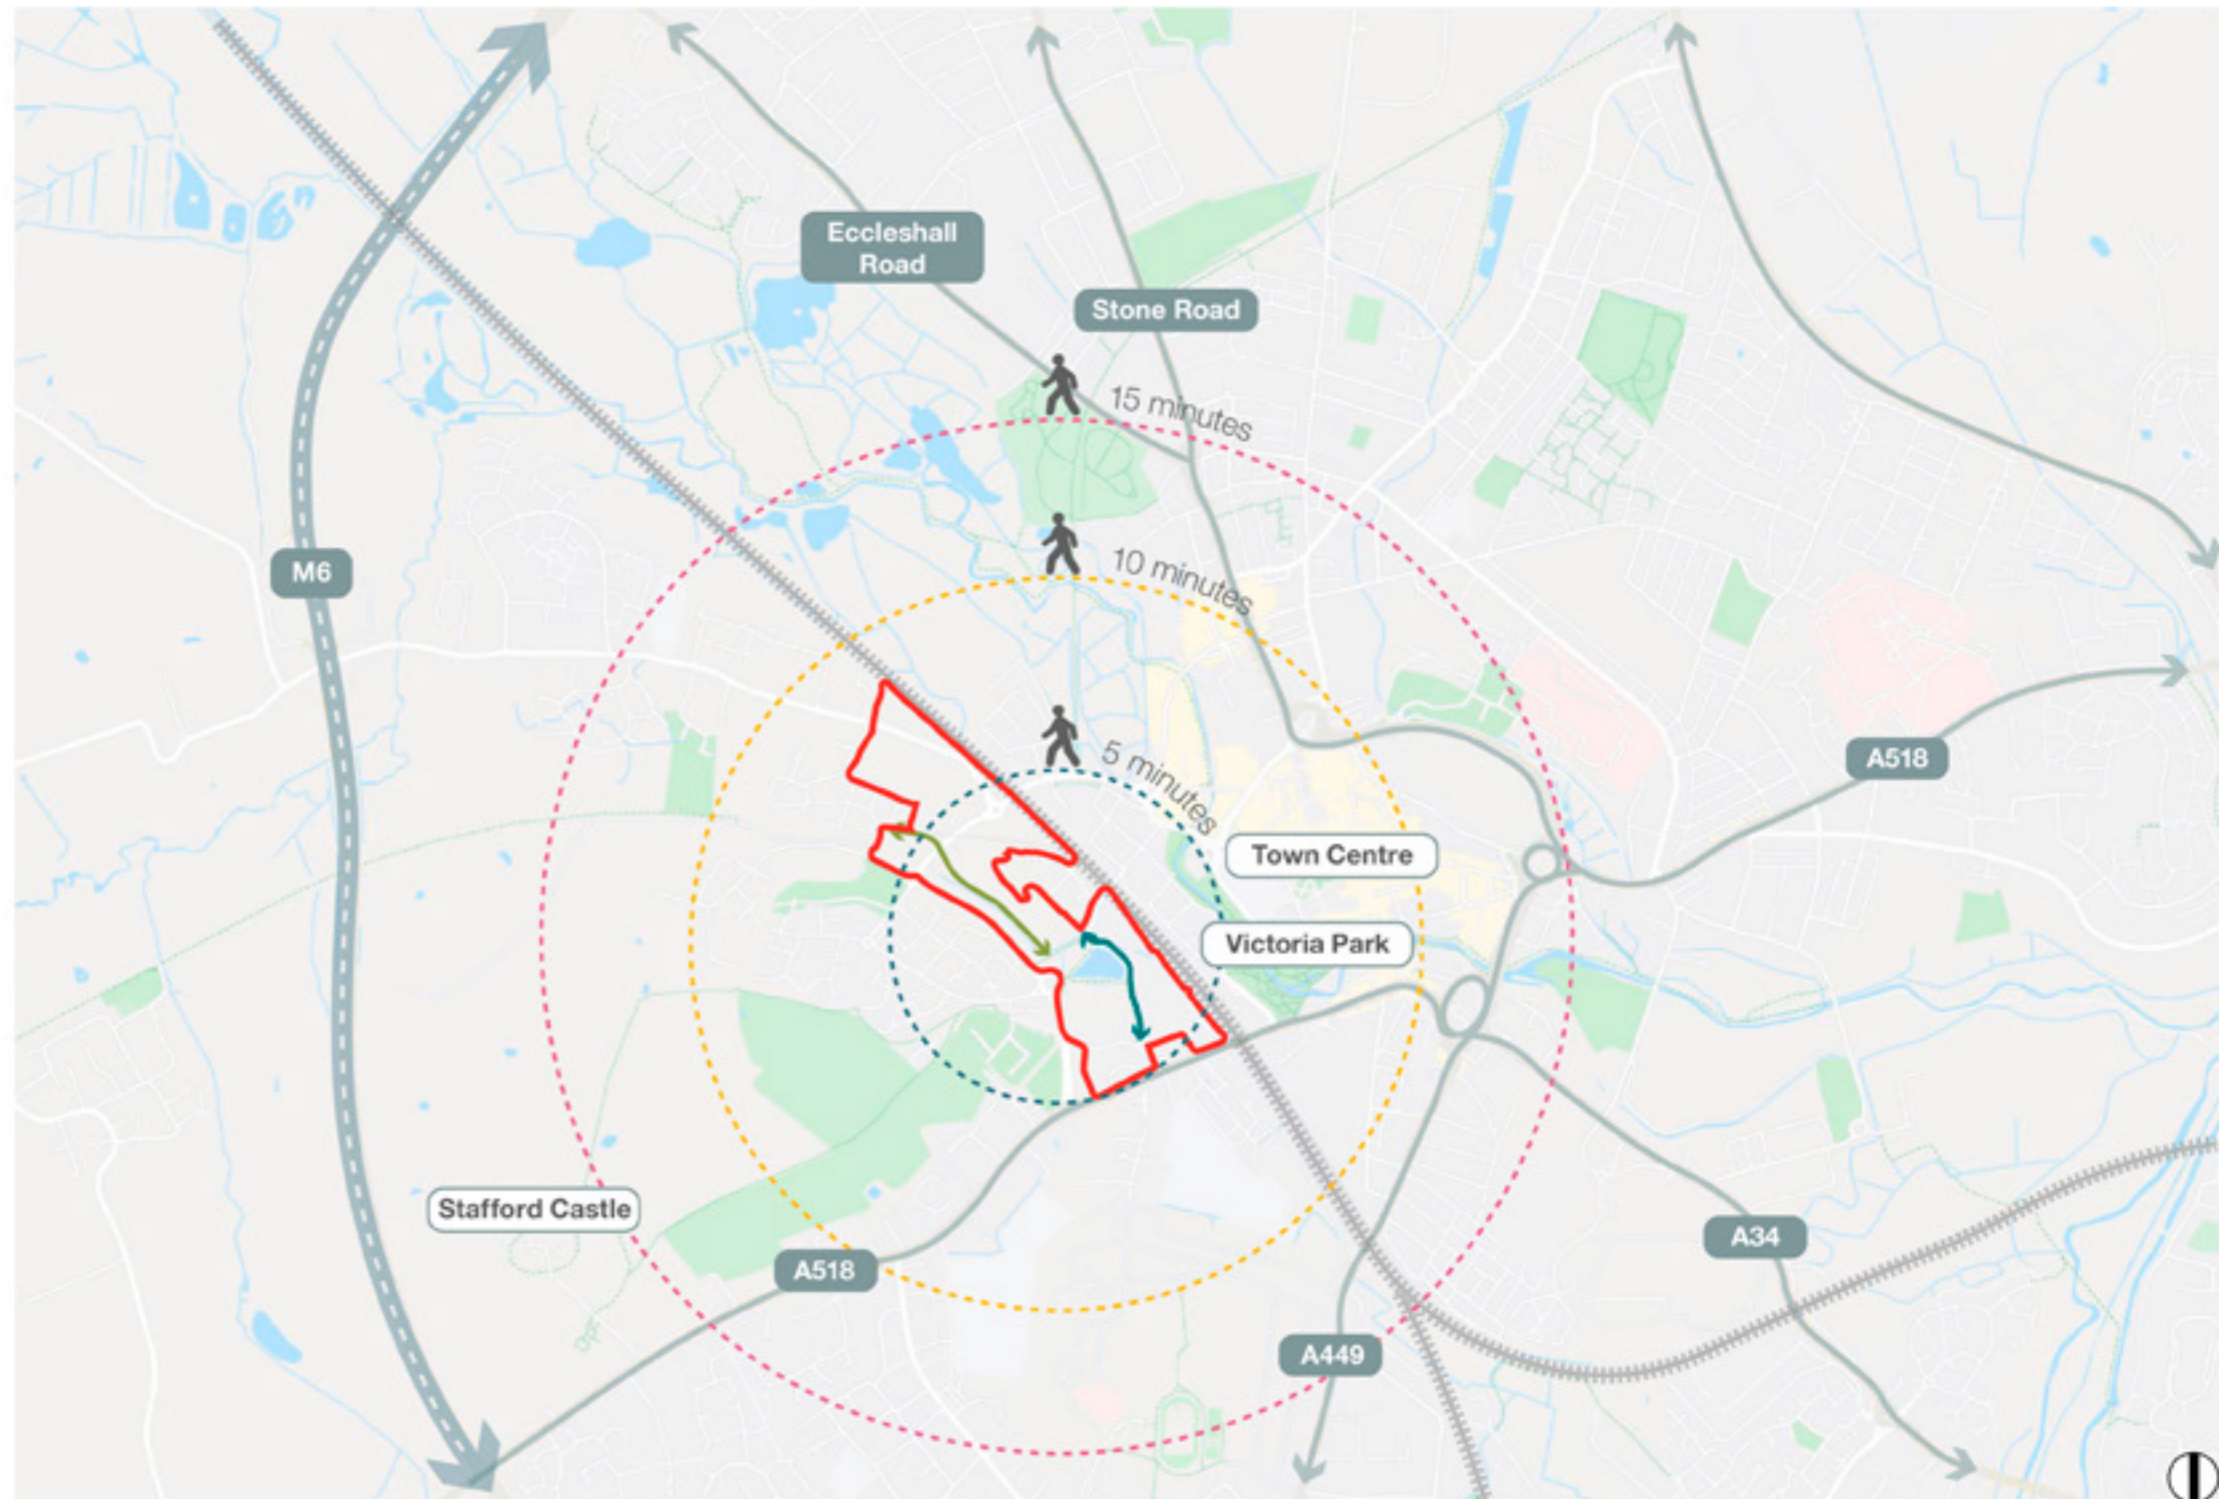 Eccleshall
Road
Stone Road
15 minutes
10 minutes
M6
5 minutes
A518
Town Centre
Victoria Park
Stafford Castle
A518
A34
A449